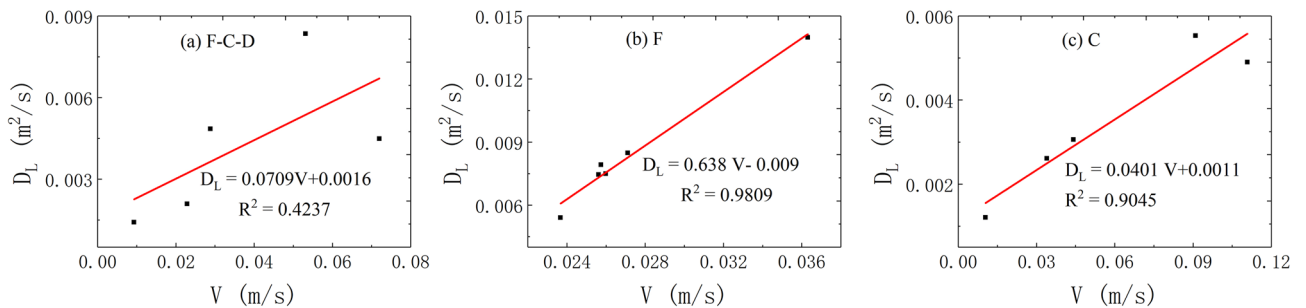 (a) F-C-D
0.009
0.006
0.003
D_L (m²/s)
D_L = 0.0709V+0.0016
R² = 0.4237
0.00 0.02 0.04 0.06 0.08
V (m/s)
(b) F
0.015
0.012
0.009
0.006
D_L (m²/s)
D_L = 0.638 V- 0.009
R² = 0.9809
0.024 0.028 0.032 0.036
V (m/s)
(c) C
0.006
0.004
0.002
D_L (m²/s)
D_L = 0.0401 V+0.0011
R² = 0.9045
0.00 0.03 0.06 0.09 0.12
V (m/s)